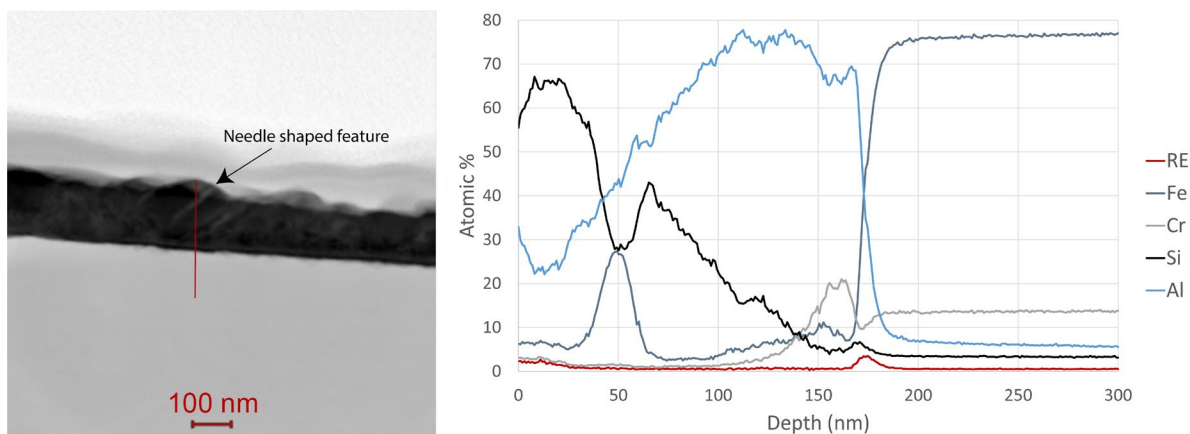 Needle shaped feature
100 nm
80
70
60
50
40
30
20
10
0
Atomic %
0 50 100 150 200 250 300
Depth (nm)
RE
Fe
Cr
Si
Al